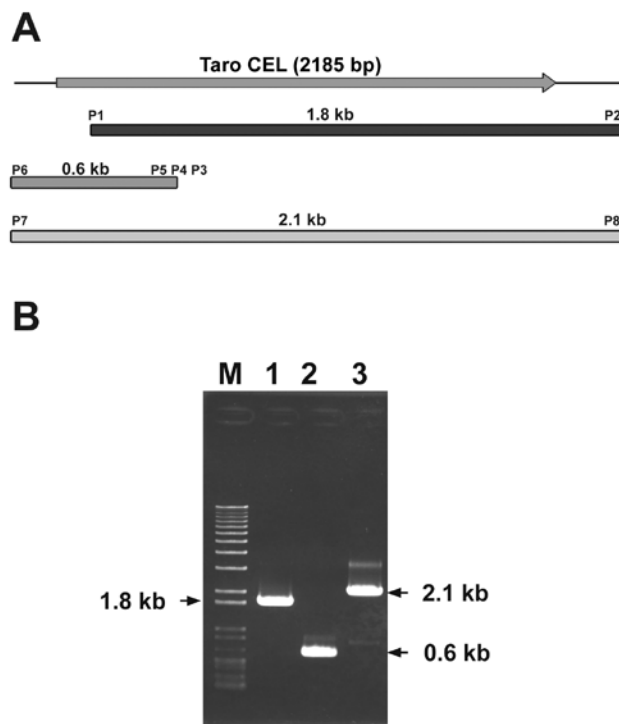 A
Taro CEL (2185 bp)
P1 1.8 kb P2
P6 0.6 kb P5 P4 P3
P7 2.1 kb P8
B
M 1 2 3
1.8 kb
2.1 kb
0.6 kb